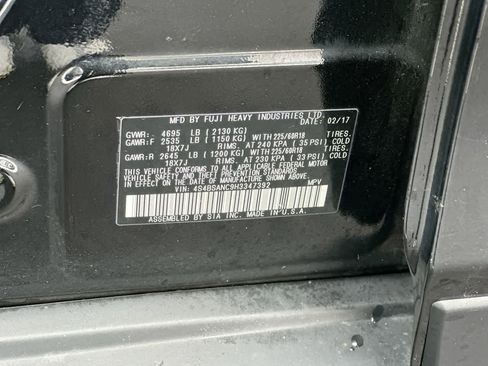 MFD BY FUJI HEAVY INDUSTRIES LTD.
DATE: 02/17
GVWR: 4695 LB (2130 KG)
GAWR:F 2535 LB (1150 KG) WITH 225/60R18 TIRES.
18X7J RIMS, AT 240 KPA (35 PSI) COLD
GAWR:R 2645 LB (1200 KG) WITH 225/60R18 TIRES.
18X7J RIMS, AT 230 KPA (33 PSI) COLD
THIS VEHICLE CONFORMS TO ALL APPLICABLE FEDERAL MOTOR
VEHICLE SAFETY, BUMPER, AND THEFT PREVENTION STANDARDS
IN EFFECT ON THE DATE OF MANUFACTURE SHOWN ABOVE.
VIN: 4S4BSANC9H3347392 MPV
ASSEMBLED BY SIA INC. IN U.S.A.